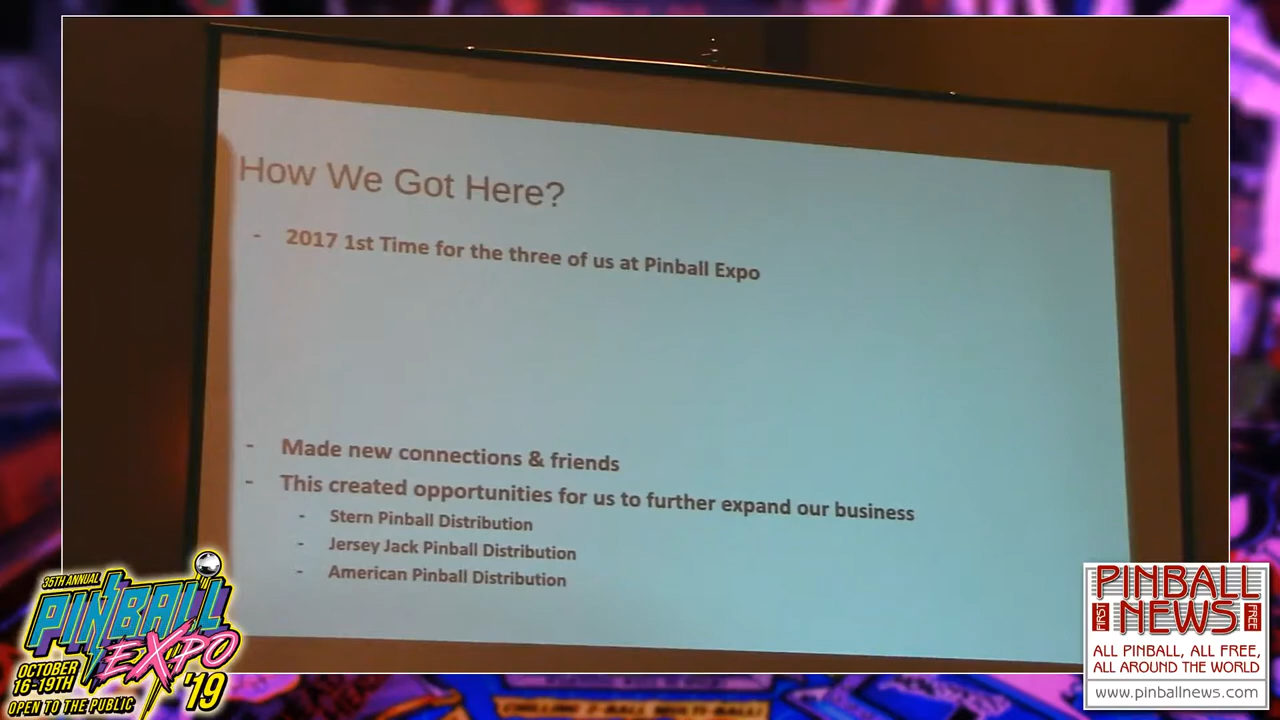 How We Got Here?
- 2017 1st Time for the three of us at Pinball Expo
- Made new connections & friends
- This created opportunities for us to further expand our business
- Stern Pinball Distribution
- Jersey Jack Pinball Distribution
- American Pinball Distribution
35TH ANNUAL
PINBALL
EXPO
OCTOBER
16-19TH
'19
OPEN TO THE PUBLIC
PINBALL
FIRST NEWS FREE
ALL PINBALL, ALL FREE,
ALL AROUND THE WORLD
www.pinballnews.com